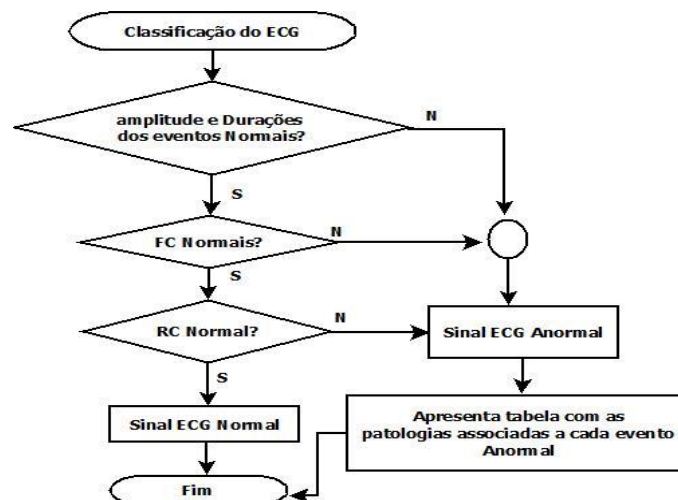 Classificação do ECG
amplitude e Durações
dos eventos Normais?
N
S
FC Normais?
N
S
RC Normal?
N
Sinal ECG Anormal
S
Sinal ECG Normal
Apresenta tabela com as
patologias associadas a cada evento
Anormal
Fim